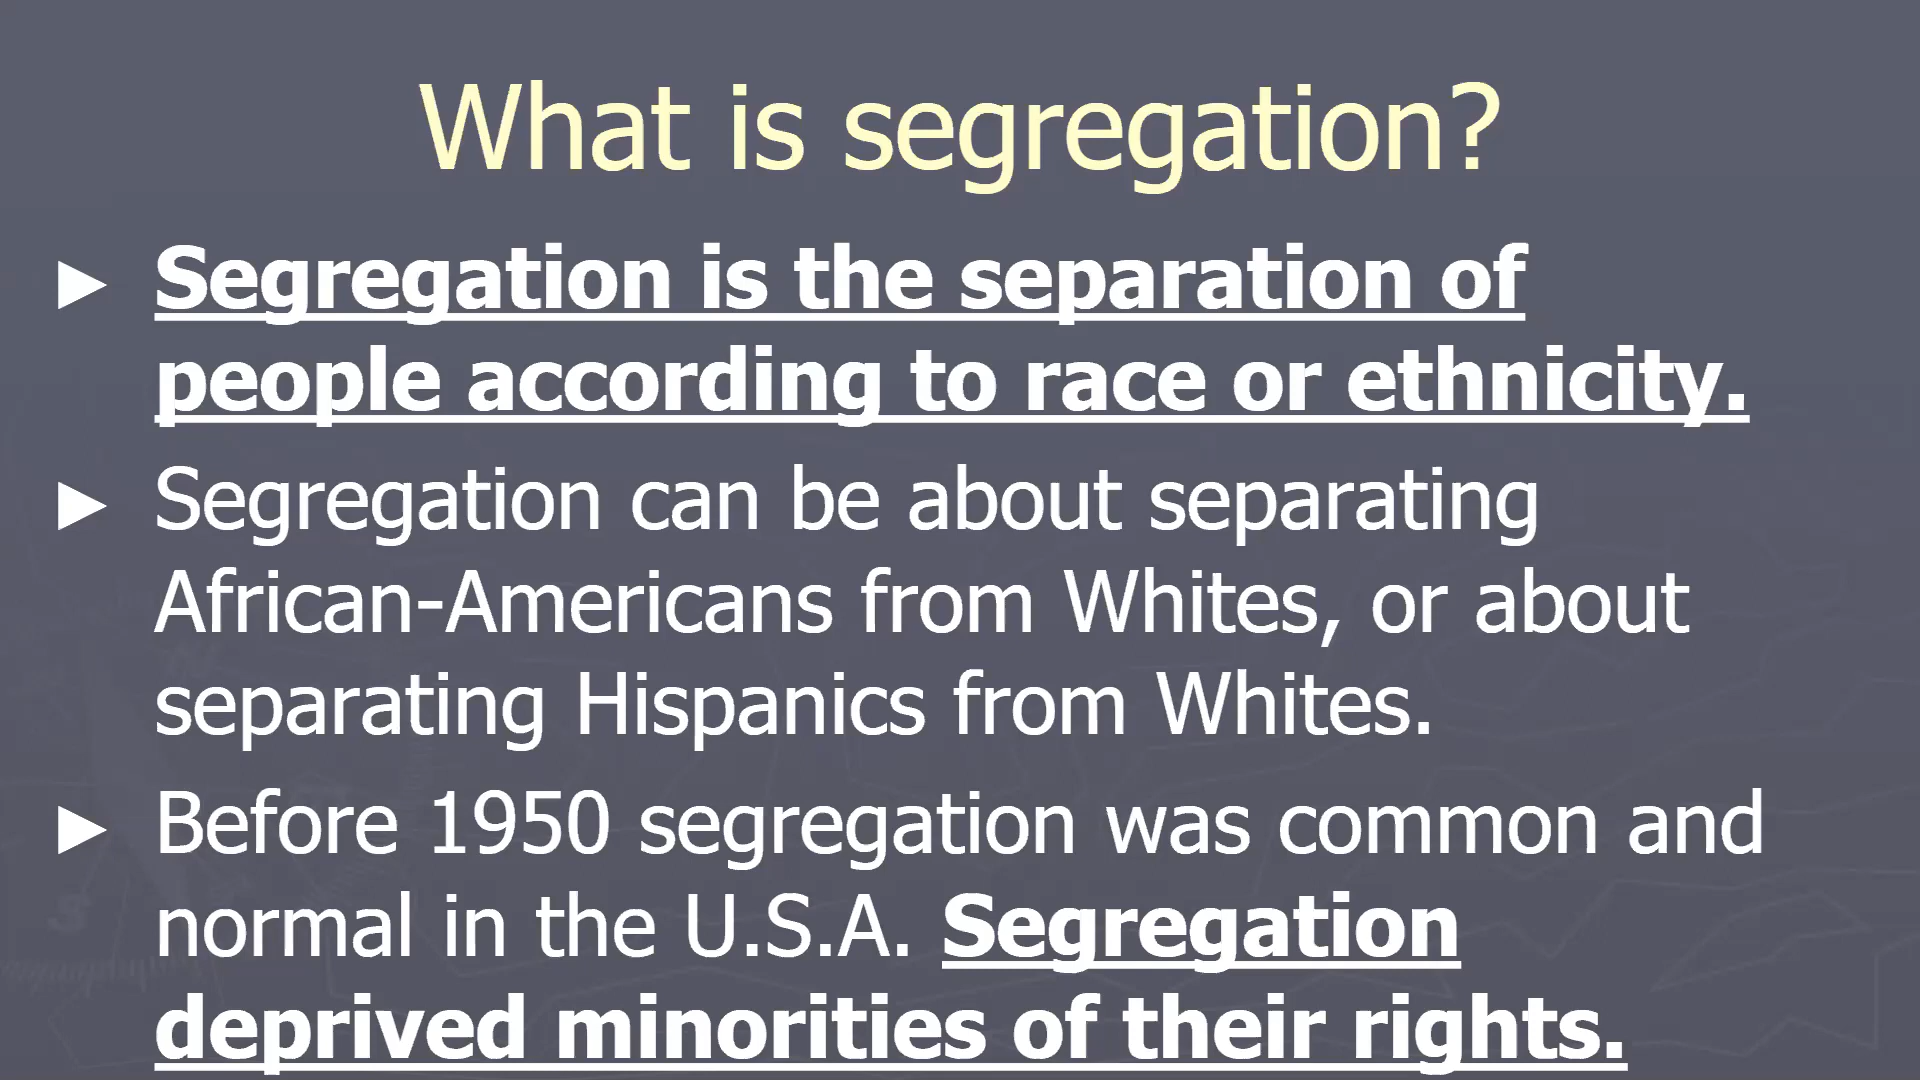 What is segregation?
► Segregation is the separation of
people according to race or ethnicity.
► Segregation can be about separating
African-Americans from Whites, or about
separating Hispanics from Whites.
► Before 1950 segregation was common and
normal in the U.S.A. Segregation
deprived minorities of their rights.